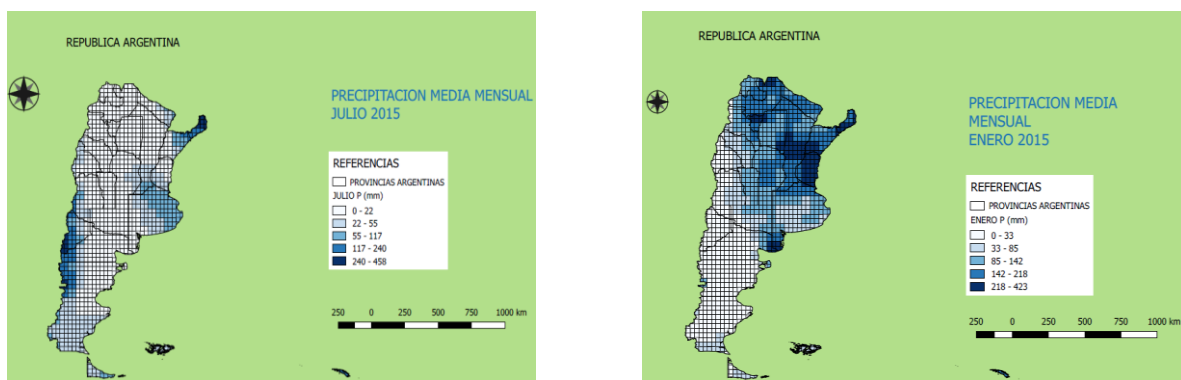 REPUBLICA ARGENTINA
PRECIPITACION MEDIA MENSUAL
JULIO 2015
REFERENCIAS
PROVINCIAS ARGENTINAS
JULIO P (mm)
0 - 22
22 - 55
55 - 117
117 - 240
240 - 458
250 0 250 500 750 1000 km
REPUBLICA ARGENTINA
PRECIPITACION MEDIA
MENSUAL
ENERO 2015
REFERENCIAS
PROVINCIAS ARGENTINAS
ENERO P (mm)
0 - 33
33 - 85
85 - 142
142 - 218
218 - 423
250 0 250 500 750 1000 km